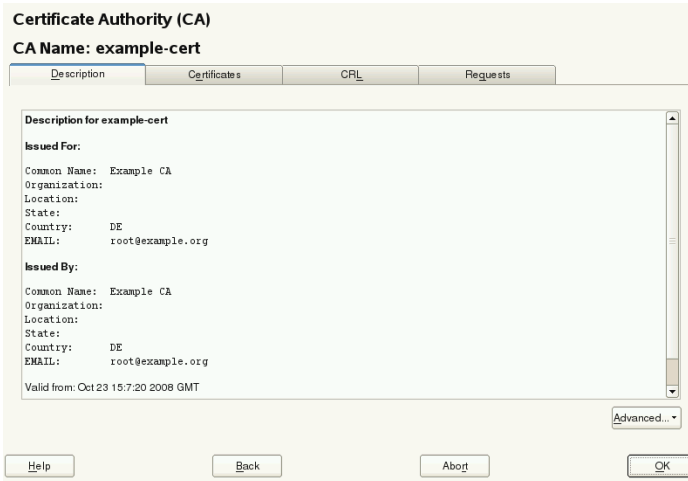 Certificate Authority (CA)
CA Name: example-cert
Description Certificates CRL Requests
Description for example-cert
Issued For:
Common Name: Example CA
Organization:
Location:
State:
Country: DE
EMAIL: root@example.org
Issued By:
Common Name: Example CA
Organization:
Location:
State:
Country: DE
EMAIL: root@example.org
Valid from: Oct 23 15:7:20 2008 GMT
Advanced...
Help Back Abort OK